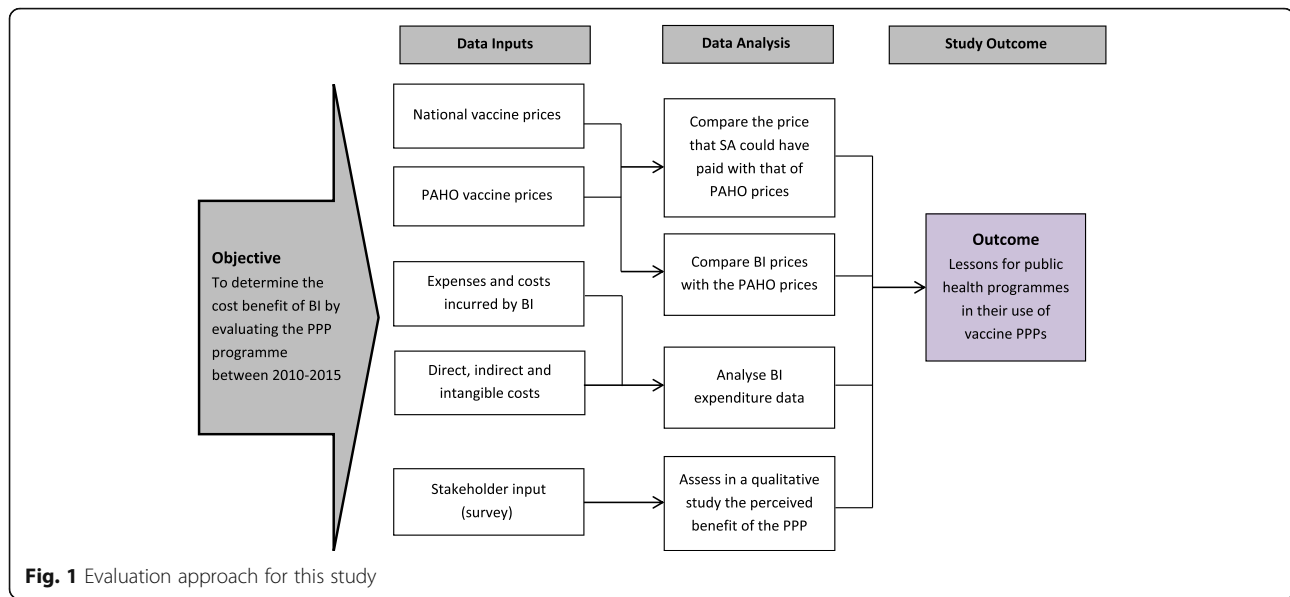 Data Inputs
Data Analysis
Study Outcome
Objective
To determine the
cost benefit of BI by
evaluating the PPP
programme
between 2010-2015
National vaccine prices
PAHO vaccine prices
Expenses and costs
incurred by BI
Direct, indirect and
intangible costs
Stakeholder input
(survey)
Compare the price
that SA could have
paid with that of
PAHO prices
Compare BI prices
with the PAHO prices
Analyse BI
expenditure data
Assess in a qualitative
study the perceived
benefit of the PPP
Outcome
Lessons for public
health programmes
in their use of
vaccine PPPs
Fig. 1 Evaluation approach for this study